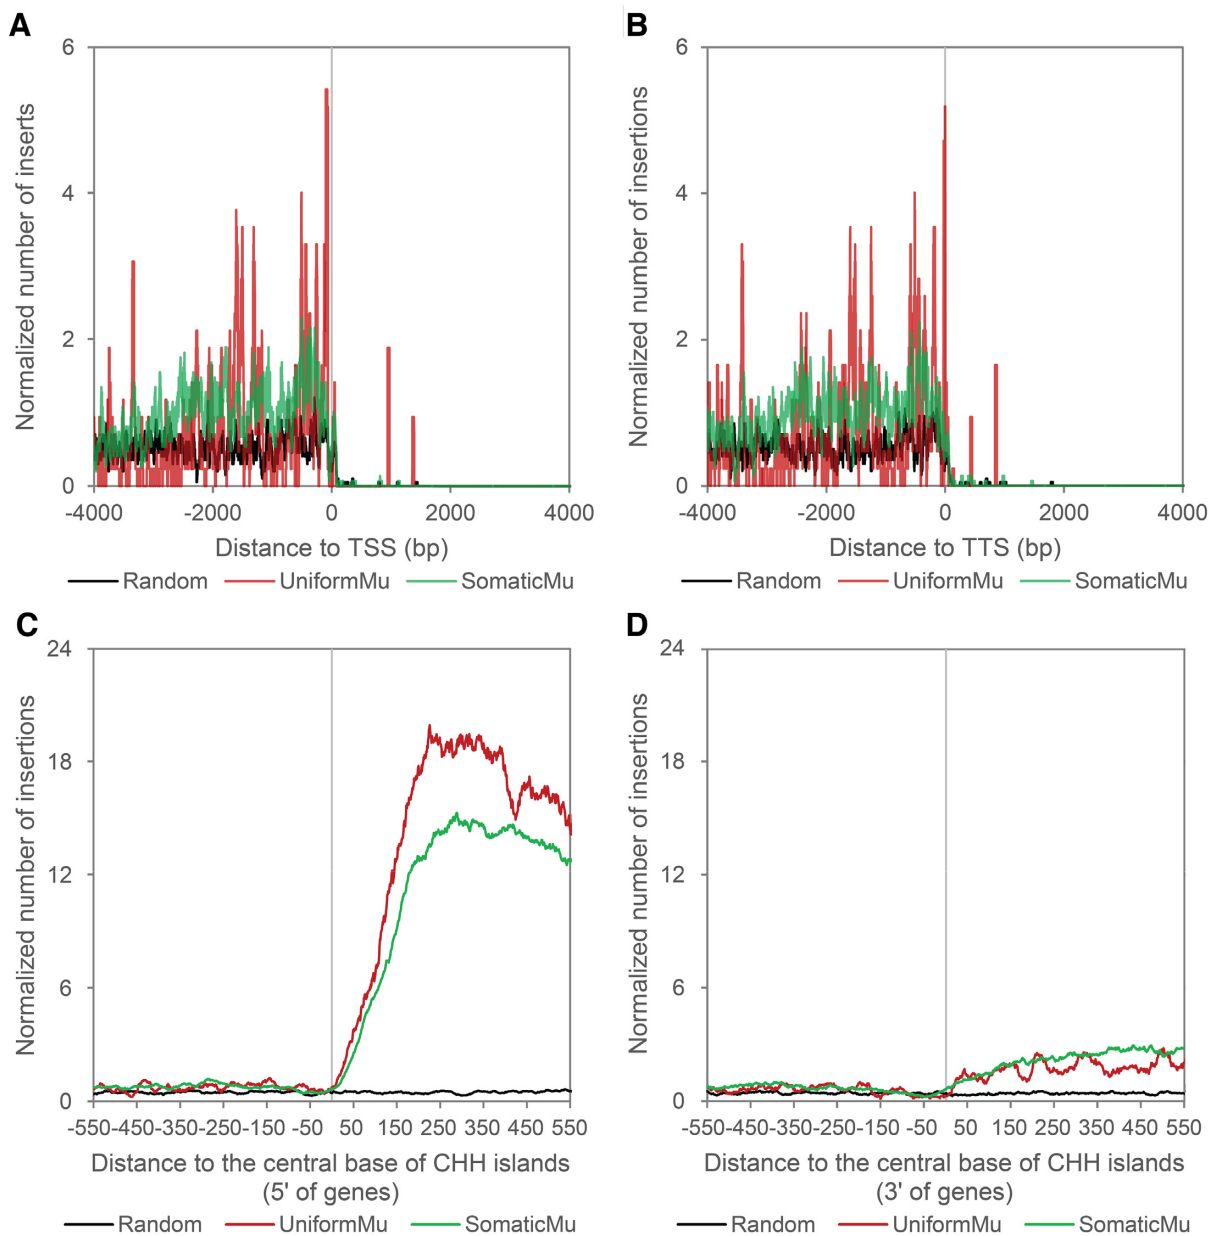 A
Normalized number of inserts
6
4
2
0
-4000
-2000
0
2000
4000
Distance to TSS (bp)
Random
UniformMu
SomaticMu
B
Normalized number of insertions
6
4
2
0
-4000
-2000
0
2000
4000
Distance to TTS (bp)
Random
UniformMu
SomaticMu
C
Normalized number of insertions
24
18
12
6
0
-550-450-350-250-150 -50 50 150 250 350 450 550
Distance to the central base of CHH islands
(5' of genes)
Random
UniformMu
SomaticMu
D
Normalized number of insertions
24
18
12
6
0
-550-450-350-250-150 -50 50 150 250 350 450 550
Distance to the central base of CHH islands
(3' of genes)
Random
UniformMu
SomaticMu